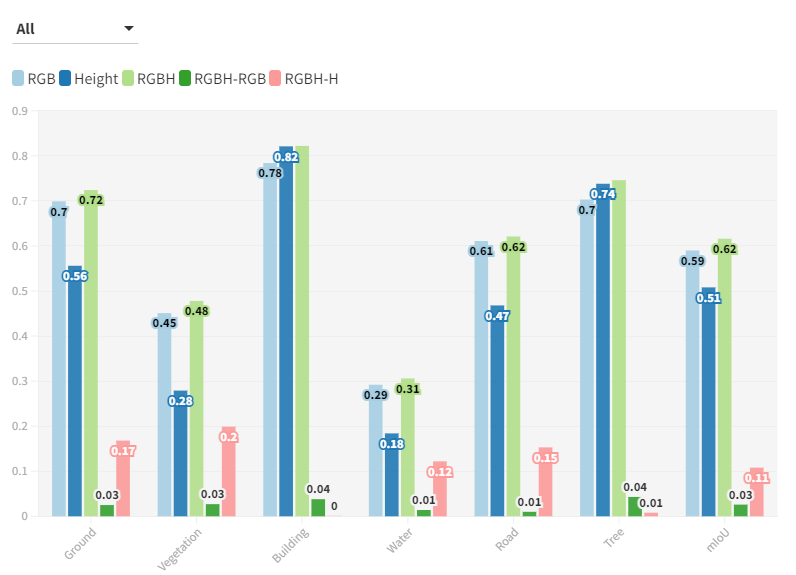 All
RGB Height RGBH RGBH-RGB RGBH-H
0.9
0.8
0.7
0.6
0.5
0.4
0.3
0.2
0.1
0
0.7 0.56 0.72 0.03 0.17
0.45 0.28 0.48 0.03 0.2
0.78 0.82 0.04 0
0.29 0.18 0.31 0.01 0.12
0.61 0.47 0.62 0.01 0.15
0.7 0.74 0.04 0.01
0.59 0.51 0.62 0.03 0.11
Ground Vegetation Building Water Road Tree mIoU